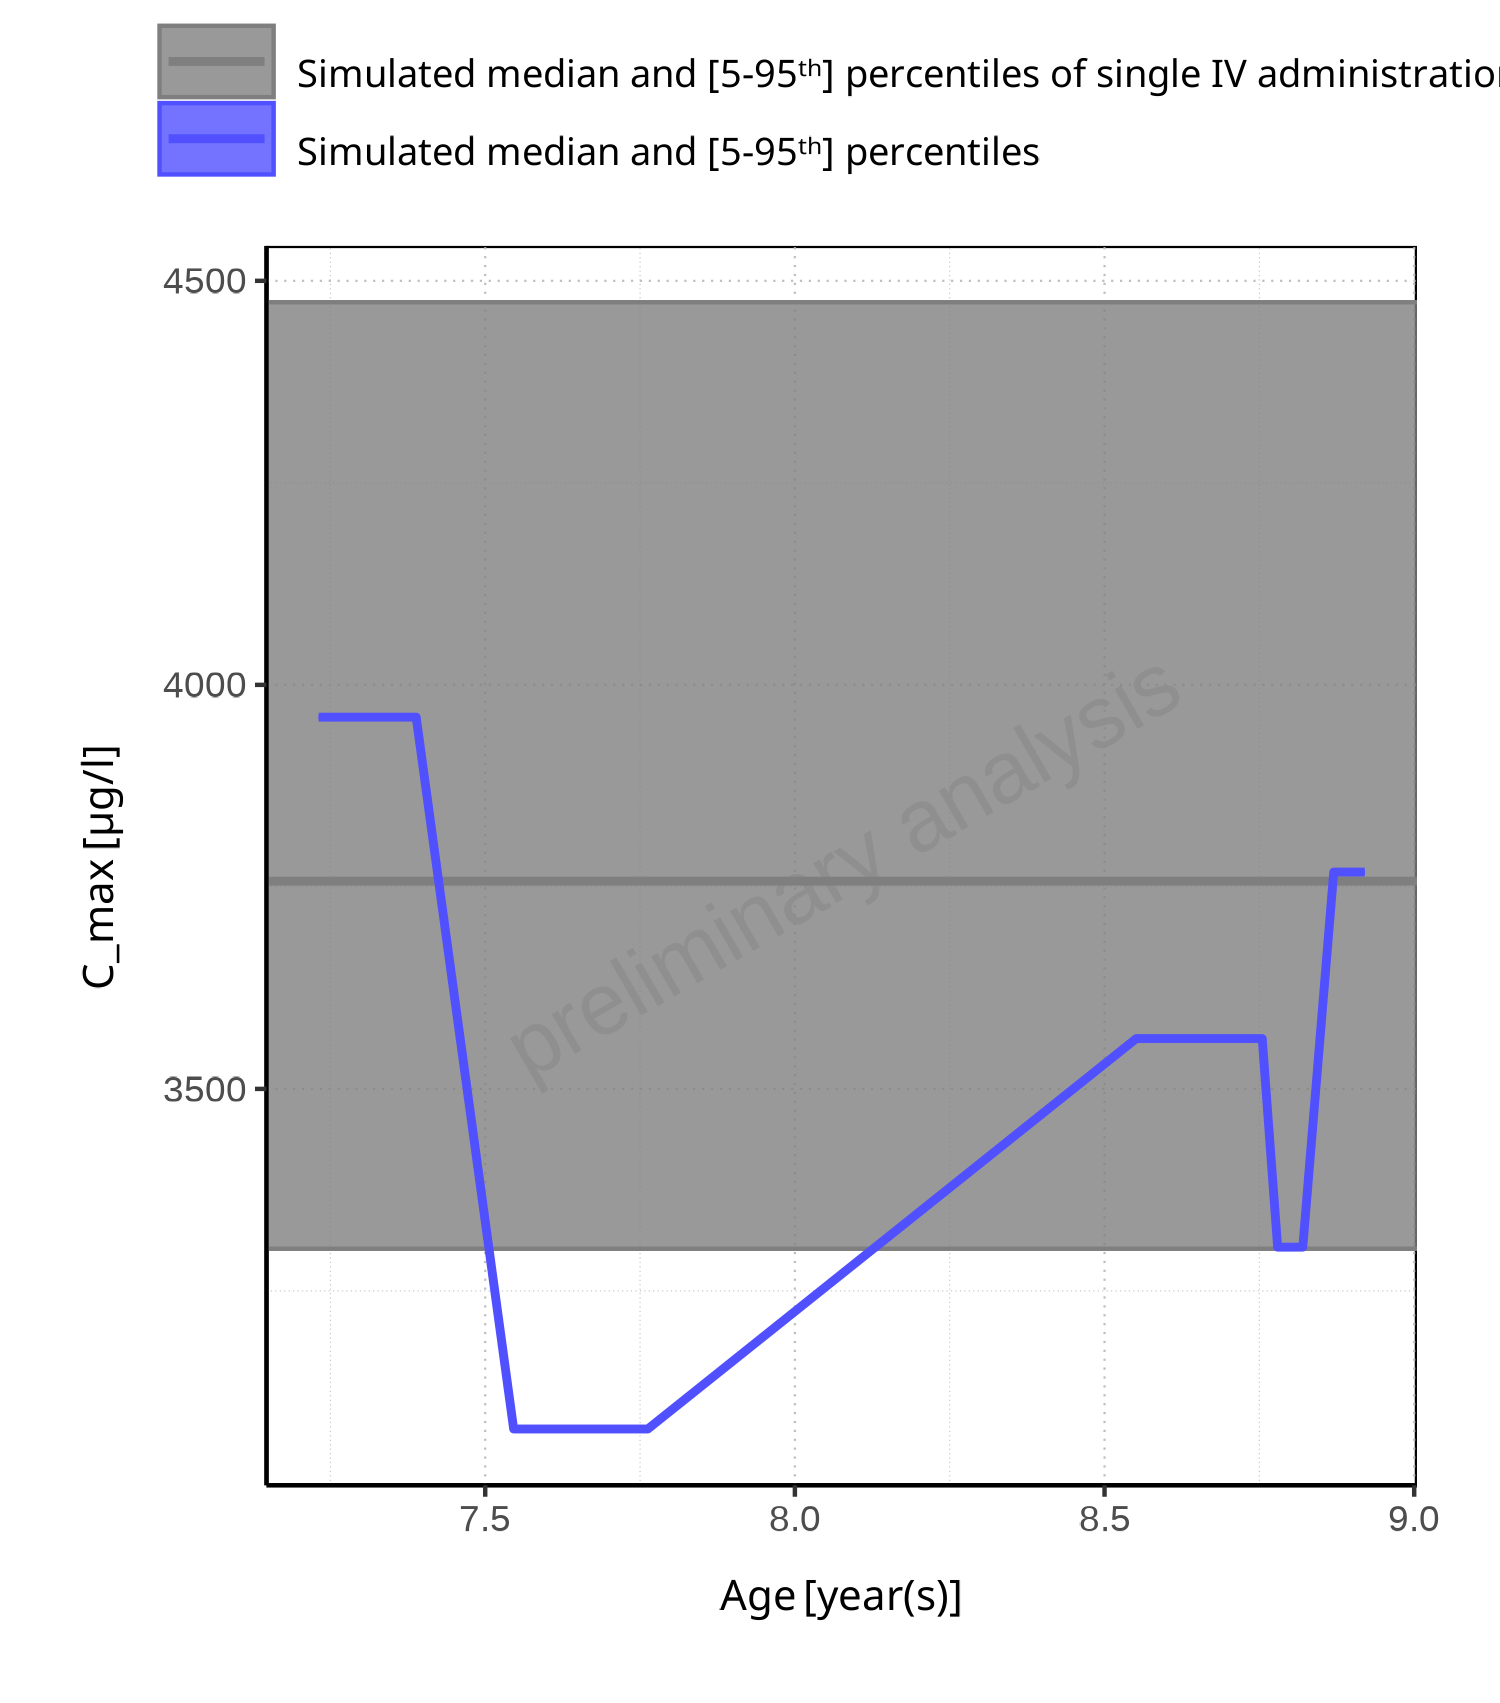 Simulated median and [5-95ᵗʰ] percentiles of single IV administratio
Simulated median and [5-95ᵗʰ] percentiles
4500
4000
3500
C_max [µg/l]
preliminary analysis
7.5 8.0 8.5 9.0
Age [year(s)]